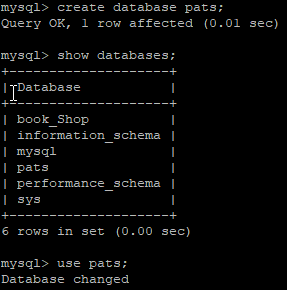 mysql> create database pats;
Query OK, 1 row affected (0.01 sec)
mysql> show databases;
+--------------------+
| Database           |
+--------------------+
| book_Shop          |
| information_schema |
| mysql              |
| pats               |
| performance_schema |
| sys                |
+--------------------+
6 rows in set (0.00 sec)
mysql> use pats;
Database changed